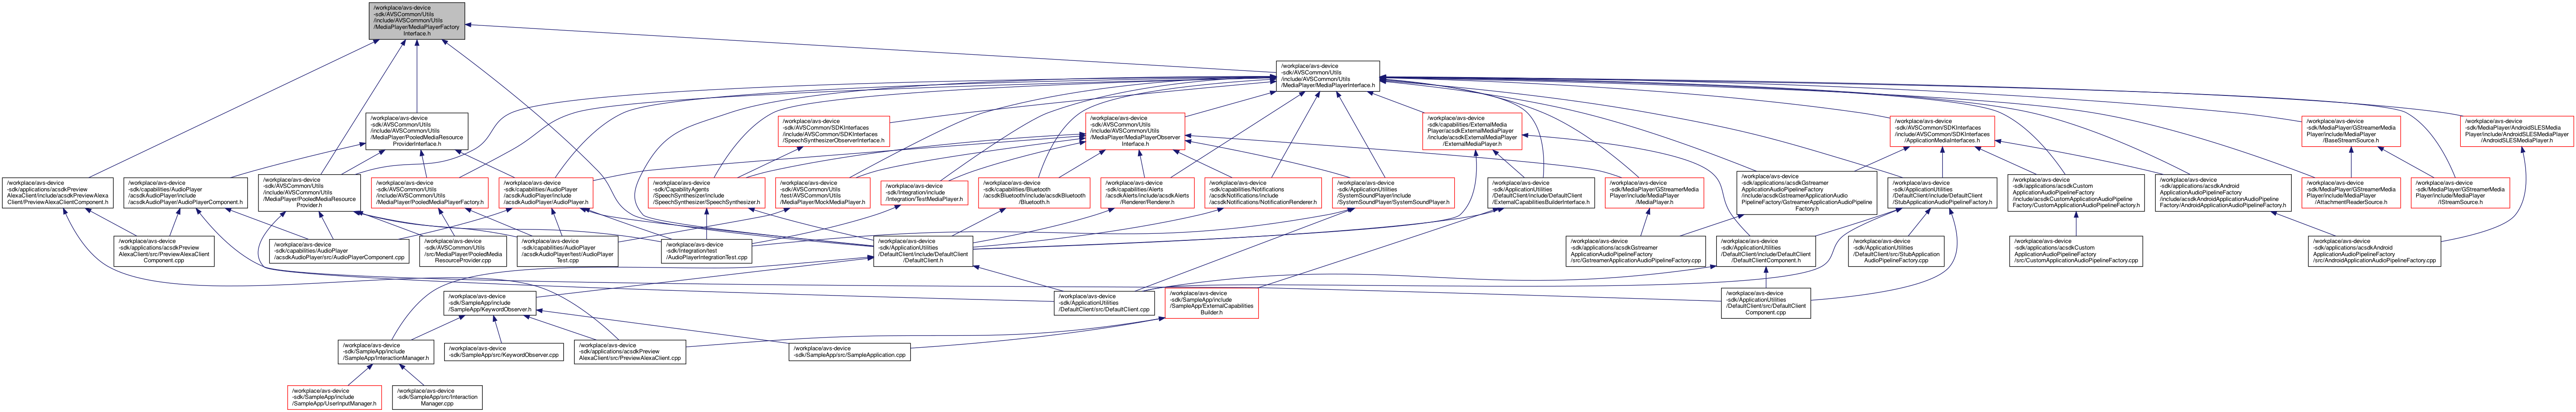 /workplace/avs-device
-sdk/AVSCommon/Utils
/include/AVSCommon/Utils
/MediaPlayer/MediaPlayerFactory
Interface.h
/workplace/avs-device
-sdk/AVSCommon/Utils
/include/AVSCommon/Utils
/MediaPlayer/MediaPlayerInterface.h
/workplace/avs-device
-sdk/AVSCommon/Utils
/include/AVSCommon/Utils
/MediaPlayer/PooledMediaResource
ProviderInterface.h
/workplace/avs-device
-sdk/AVSCommon/SDKInterfaces
/include/AVSCommon/SDKInterfaces
/SpeechSynthesizerObserverInterface.h
/workplace/avs-device
-sdk/AVSCommon/Utils
/include/AVSCommon/Utils
/MediaPlayer/MediaPlayerObserver
Interface.h
/workplace/avs-device
-sdk/capabilities/ExternalMedia
Player/acsdkExternalMediaPlayer
/include/acsdkExternalMediaPlayer
/ExternalMediaPlayer.h
/workplace/avs-device
-sdk/AVSCommon/SDKInterfaces
/include/AVSCommon/SDKInterfaces
/ApplicationMediaInterfaces.h
/workplace/avs-device
-sdk/MediaPlayer/GStreamerMedia
Player/include/MediaPlayer
/BaseStreamSource.h
/workplace/avs-device
-sdk/MediaPlayer/AndroidSLESMedia
Player/include/AndroidSLESMediaPlayer
/AndroidSLESMediaPlayer.h
/workplace/avs-device
-sdk/applications/acsdkPreview
AlexaClient/include/acsdkPreviewAlexa
Client/PreviewAlexaClientComponent.h
/workplace/avs-device
-sdk/capabilities/AudioPlayer
/acsdkAudioPlayer/include
/acsdkAudioPlayer/AudioPlayerComponent.h
/workplace/avs-device
-sdk/AVSCommon/Utils
/include/AVSCommon/Utils
/MediaPlayer/PooledMediaResource
Provider.h
/workplace/avs-device
-sdk/AVSCommon/Utils
/include/AVSCommon/Utils
/MediaPlayer/PooledMediaPlayerFactory.h
/workplace/avs-device
-sdk/capabilities/AudioPlayer
/acsdkAudioPlayer/include
/acsdkAudioPlayer/AudioPlayer.h
/workplace/avs-device
-sdk/CapabilityAgents
/SpeechSynthesizer/include
/SpeechSynthesizer/SpeechSynthesizer.h
/workplace/avs-device
-sdk/AVSCommon/Utils
/test/AVSCommon/Utils
/MediaPlayer/MockMediaPlayer.h
/workplace/avs-device
-sdk/Integration/include
/Integration/TestMediaPlayer.h
/workplace/avs-device
-sdk/capabilities/Bluetooth
/acsdkBluetooth/include/acsdkBluetooth
/Bluetooth.h
/workplace/avs-device
-sdk/capabilities/Alerts
/acsdkAlerts/include/acsdkAlerts
/Renderer/Renderer.h
/workplace/avs-device
-sdk/capabilities/Notifications
/acsdkNotifications/include
/acsdkNotifications/NotificationRenderer.h
/workplace/avs-device
-sdk/ApplicationUtilities
/SystemSoundPlayer/include
/SystemSoundPlayer/SystemSoundPlayer.h
/workplace/avs-device
-sdk/ApplicationUtilities
/DefaultClient/include/DefaultClient
/ExternalCapabilitiesBuilderInterface.h
/workplace/avs-device
-sdk/MediaPlayer/GStreamerMedia
Player/include/MediaPlayer
/MediaPlayer.h
/workplace/avs-device
-sdk/applications/acsdkGstreamer
ApplicationAudioPipelineFactory
/include/acsdkGstreamerApplicationAudio
PipelineFactory/GstreamerApplicationAudioPipeline
Factory.h
/workplace/avs-device
-sdk/ApplicationUtilities
/DefaultClient/include/DefaultClient
/StubApplicationAudioPipelineFactory.h
/workplace/avs-device
-sdk/applications/acsdkCustom
ApplicationAudioPipelineFactory
/include/acsdkCustomApplicationAudioPipeline
Factory/CustomApplicationAudioPipelineFactory.h
/workplace/avs-device
-sdk/applications/acsdkAndroid
ApplicationAudioPipelineFactory
/include/acsdkAndroidApplicationAudioPipeline
Factory/AndroidApplicationAudioPipelineFactory.h
/workplace/avs-device
-sdk/MediaPlayer/GStreamerMedia
Player/include/MediaPlayer
/AttachmentReaderSource.h
/workplace/avs-device
-sdk/MediaPlayer/GStreamerMedia
Player/include/MediaPlayer
/IStreamSource.h
/workplace/avs-device
-sdk/applications/acsdkPreview
AlexaClient/src/PreviewAlexaClient
Component.cpp
/workplace/avs-device
-sdk/capabilities/AudioPlayer
/acsdkAudioPlayer/src/AudioPlayerComponent.cpp
/workplace/avs-device
-sdk/AVSCommon/Utils
/src/MediaPlayer/PooledMedia
ResourceProvider.cpp
/workplace/avs-device
-sdk/capabilities/AudioPlayer
/acsdkAudioPlayer/test/AudioPlayer
Test.cpp
/workplace/avs-device
-sdk/Integration/test
/AudioPlayerIntegrationTest.cpp
/workplace/avs-device
-sdk/ApplicationUtilities
/DefaultClient/include/DefaultClient
/DefaultClient.h
/workplace/avs-device
-sdk/applications/acsdkGstreamer
ApplicationAudioPipelineFactory
/src/GstreamerApplicationAudioPipelineFactory.cpp
/workplace/avs-device
-sdk/ApplicationUtilities
/DefaultClient/include/DefaultClient
/DefaultClientComponent.h
/workplace/avs-device
-sdk/ApplicationUtilities
/DefaultClient/src/StubApplication
AudioPipelineFactory.cpp
/workplace/avs-device
-sdk/applications/acsdkCustom
ApplicationAudioPipelineFactory
/src/CustomApplicationAudioPipelineFactory.cpp
/workplace/avs-device
-sdk/applications/acsdkAndroid
ApplicationAudioPipelineFactory
/src/AndroidApplicationAudioPipelineFactory.cpp
/workplace/avs-device
-sdk/SampleApp/include
/SampleApp/KeywordObserver.h
/workplace/avs-device
-sdk/ApplicationUtilities
/DefaultClient/src/DefaultClient.cpp
/workplace/avs-device
-sdk/SampleApp/include
/SampleApp/ExternalCapabilities
Builder.h
/workplace/avs-device
-sdk/ApplicationUtilities
/DefaultClient/src/DefaultClient
Component.cpp
/workplace/avs-device
-sdk/SampleApp/include
/SampleApp/InteractionManager.h
/workplace/avs-device
-sdk/SampleApp/src/KeywordObserver.cpp
/workplace/avs-device
-sdk/applications/acsdkPreview
AlexaClient/src/PreviewAlexaClient.cpp
/workplace/avs-device
-sdk/SampleApp/src/SampleApplication.cpp
/workplace/avs-device
-sdk/SampleApp/include
/SampleApp/UserInputManager.h
/workplace/avs-device
-sdk/SampleApp/src/Interaction
Manager.cpp